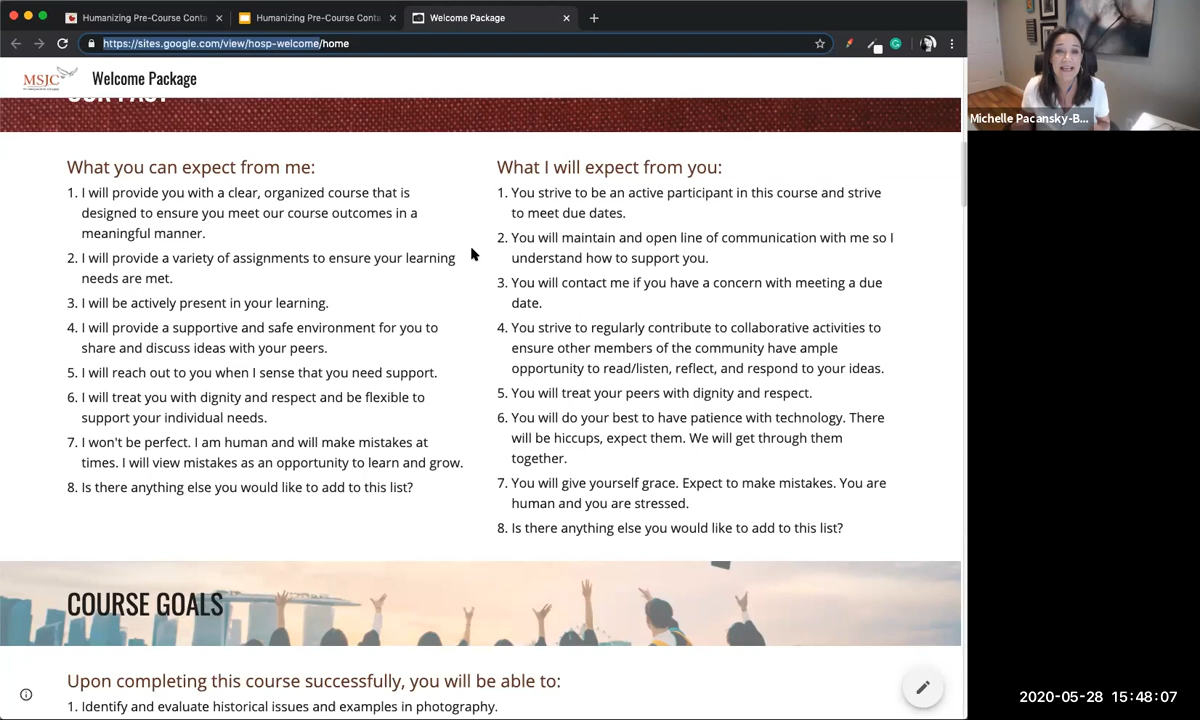 Humanizing Pre-Course Conta
Humanizing Pre-Course Conta
Welcome Package
https://sites.google.com/view/hosp-welcome/home
MSJC
Welcome Package
OUR PACT
What you can expect from me:
1. I will provide you with a clear, organized course that is
designed to ensure you meet our course outcomes in a
meaningful manner.
2. I will provide a variety of assignments to ensure your learning
needs are met.
3. I will be actively present in your learning.
4. I will provide a supportive and safe environment for you to
share and discuss ideas with your peers.
5. I will reach out to you when I sense that you need support.
6. I will treat you with dignity and respect and be flexible to
support your individual needs.
7. I won't be perfect. I am human and will make mistakes at
times. I will view mistakes as an opportunity to learn and grow.
8. Is there anything else you would like to add to this list?
What I will expect from you:
1. You strive to be an active participant in this course and strive
to meet due dates.
2. You will maintain and open line of communication with me so I
understand how to support you.
3. You will contact me if you have a concern with meeting a due
date.
4. You strive to regularly contribute to collaborative activities to
ensure other members of the community have ample
opportunity to read/listen, reflect, and respond to your ideas.
5. You will treat your peers with dignity and respect.
6. You will do your best to have patience with technology. There
will be hiccups, expect them. We will get through them
together.
7. You will give yourself grace. Expect to make mistakes. You are
human and you are stressed.
8. Is there anything else you would like to add to this list?
COURSE GOALS
Upon completing this course successfully, you will be able to:
1. Identify and evaluate historical issues and examples in photography.
Michelle Pacansky-B...
2020-05-28 15:48:07